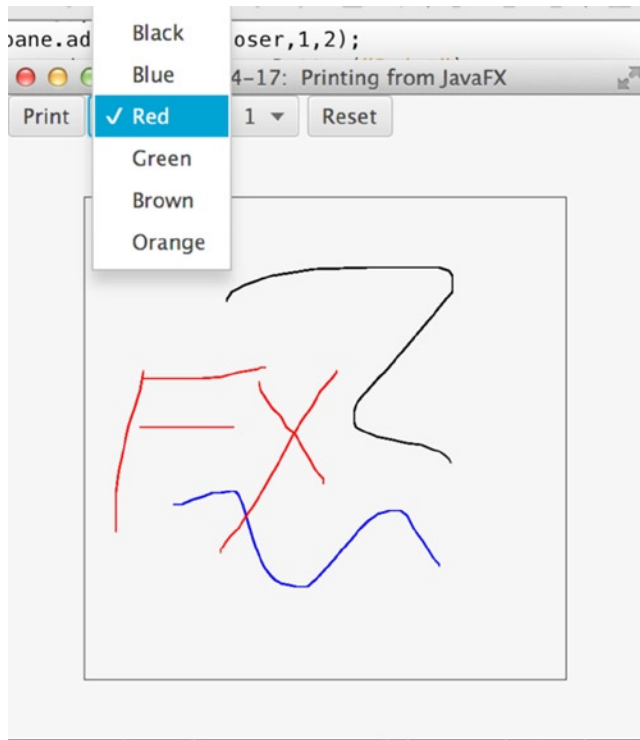 Black
pane.ad oser,1,2);
Blue
4-17: Printing from JavaFX
Print ✓ Red 1 Reset
Green
Brown
Orange
FX